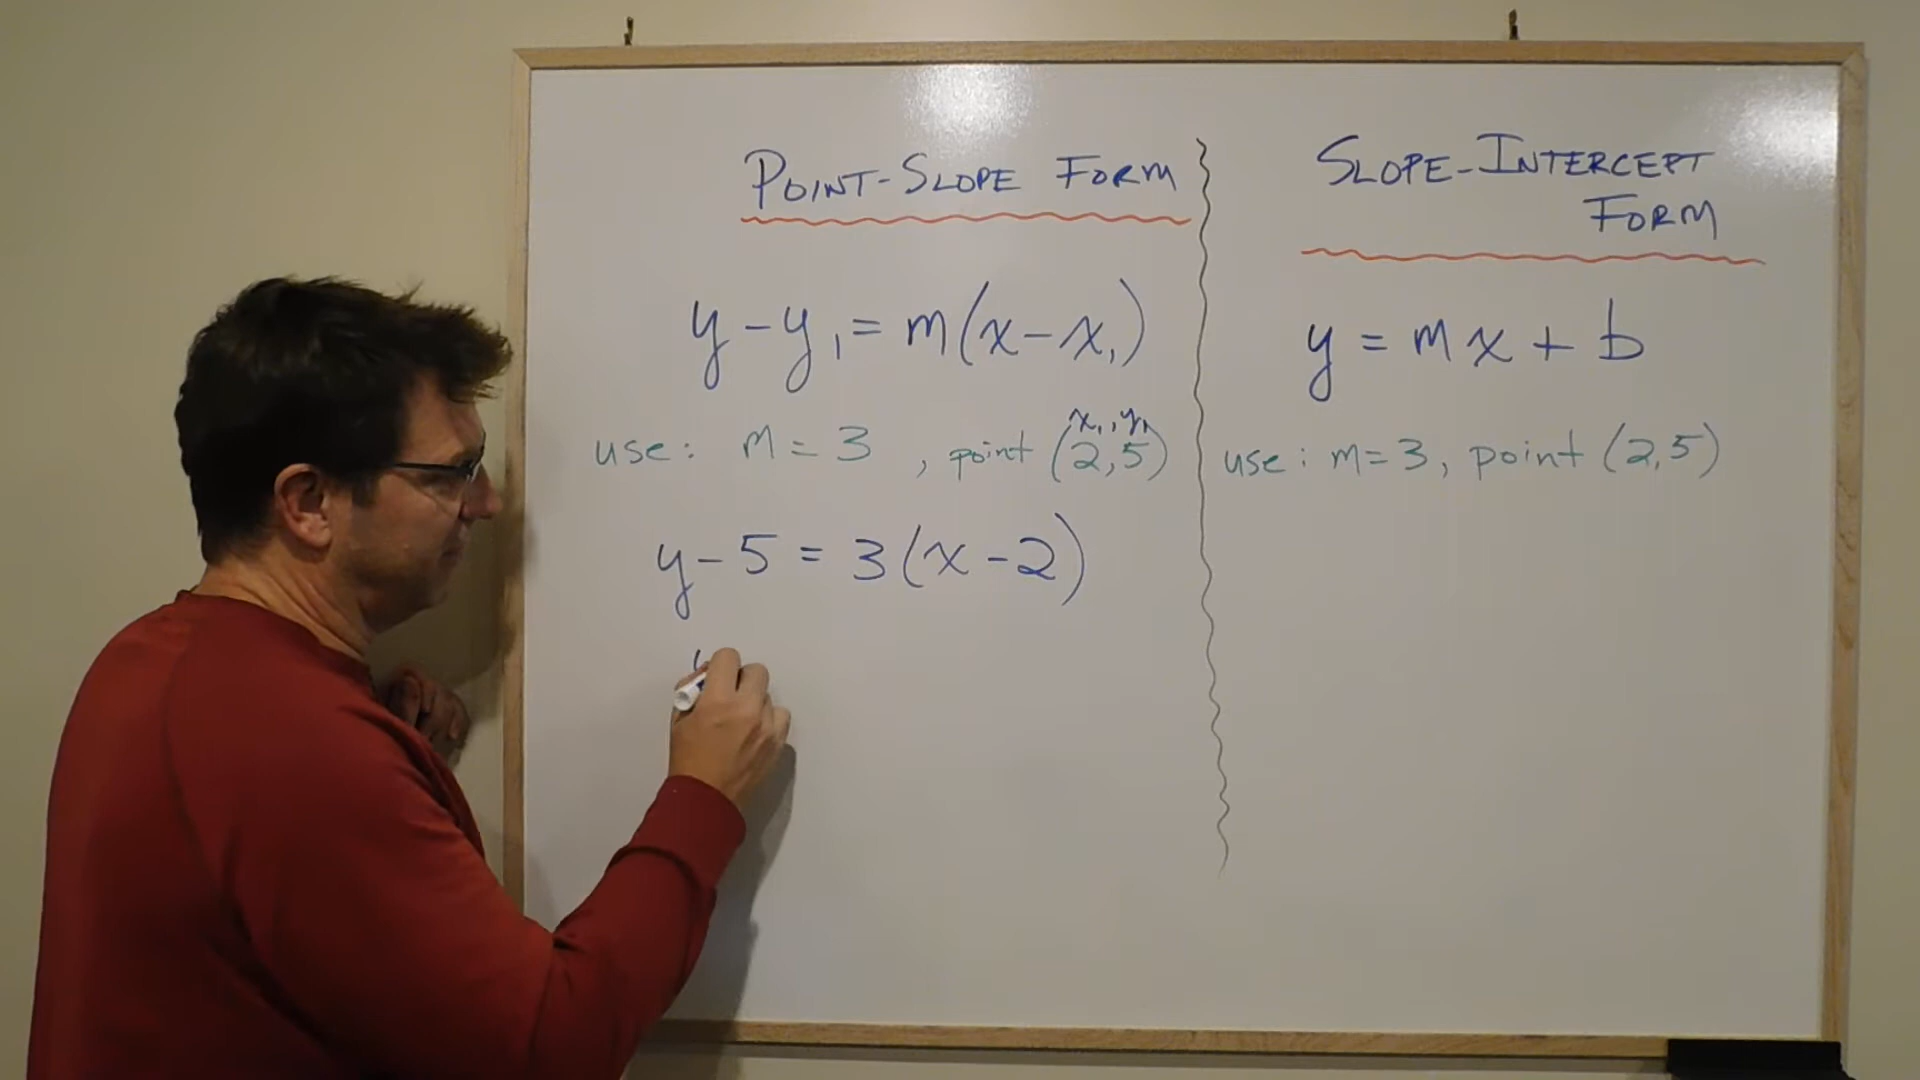 POINT-SLOPE FORM
y - y₁ = m(x - x₁)
x₁, y₁
use: m = 3, point (2,5)
y - 5 = 3(x - 2)
SLOPE-INTERCEPT
FORM
y = mx + b
use: m = 3, point (2,5)